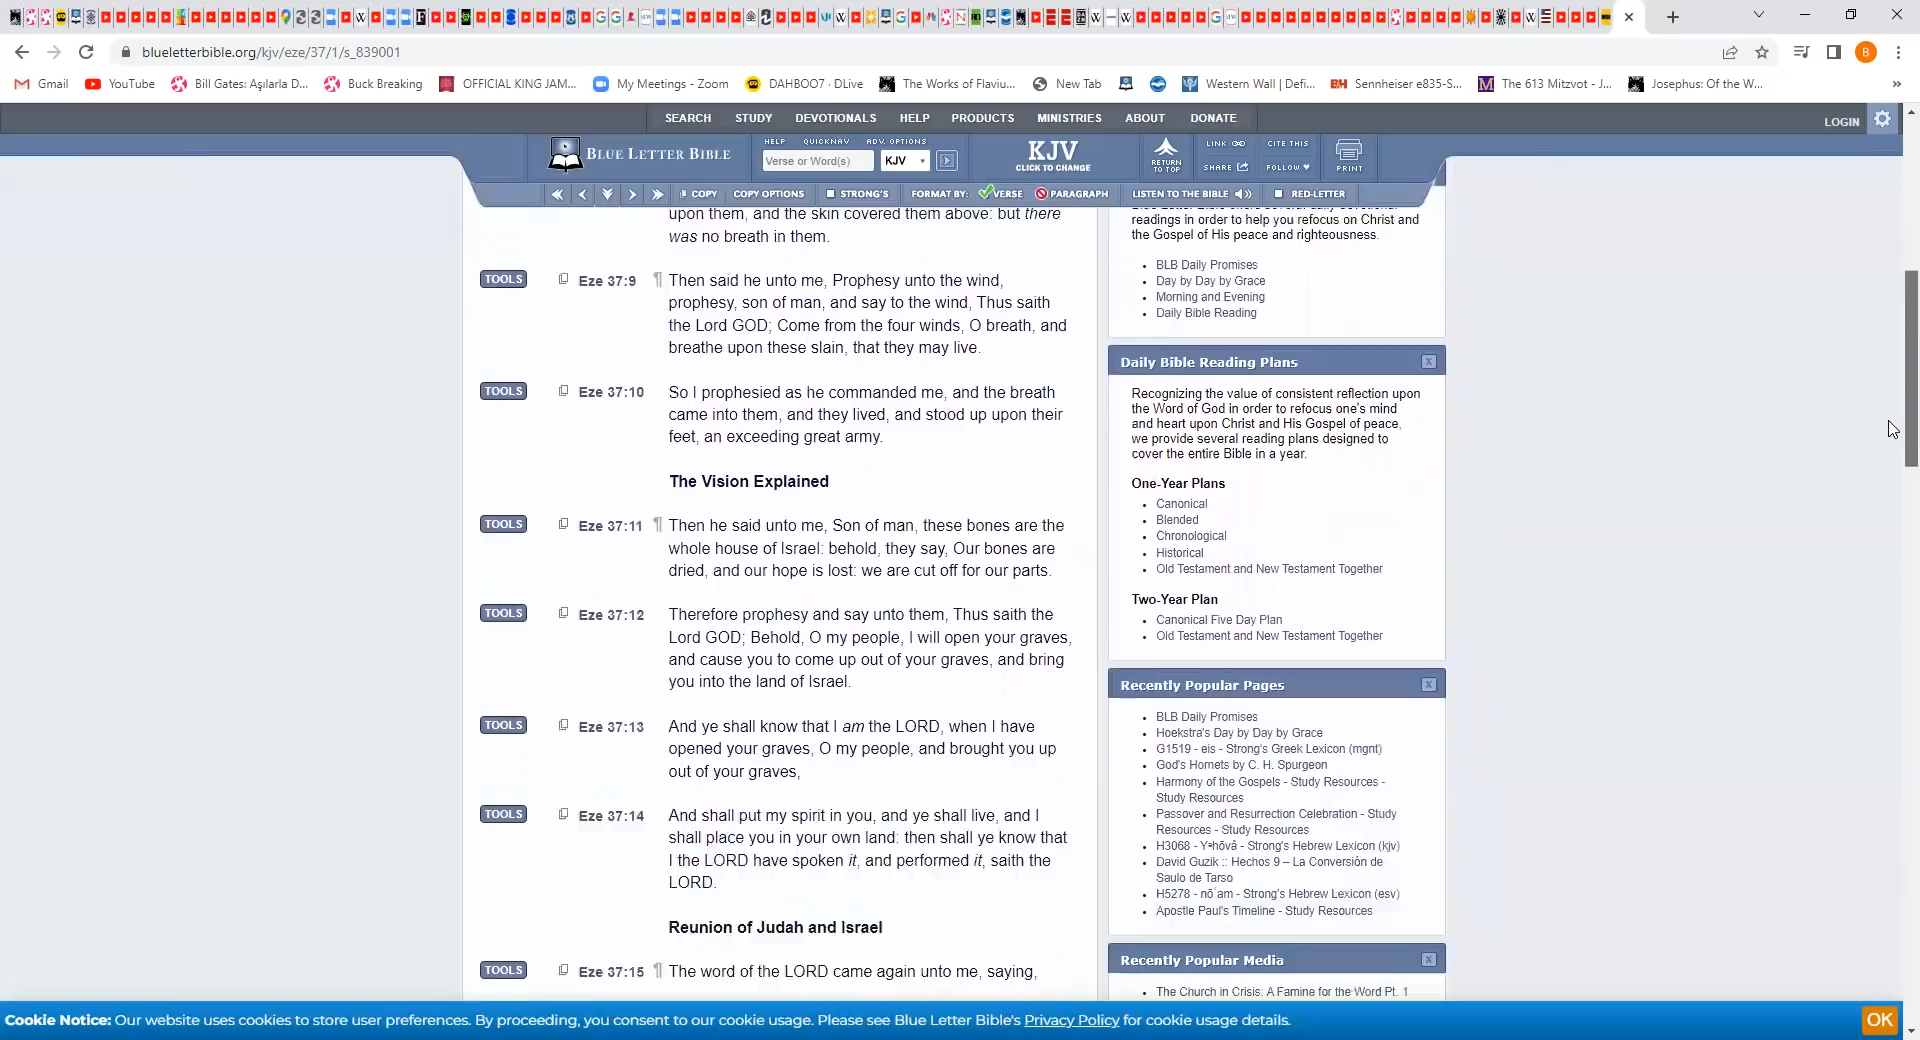 blueletterbible.org/kjv/eze/37/1/s_839001
B
Gmail
YouTube
Bill Gates: Aşılarla D...
Buck Breaking
OFFICIAL KING JAM...
My Meetings - Zoom
DAHBOO7 · DLive
The Works of Flaviu...
New Tab
Western Wall | Defi...
BH Sennheiser e835-S...
The 613 Mitzvot - J...
Josephus: Of the W...
»
SEARCH STUDY DEVOTIONALS HELP PRODUCTS MINISTRIES ABOUT DONATE
LOGIN
BLUE LETTER BIBLE
HELP QUICKNAV ADV. OPTIONS
Verse or Word(s) KJV
KJV
CLICK TO CHANGE
RETURN
TO TOP
LINK
CITE THIS
SHARE
FOLLOW
PRINT
COPY COPY OPTIONS STRONG'S FORMAT BY: VERSE PARAGRAPH LISTEN TO THE BIBLE RED-LETTER
upon them, and the skin covered them above: but there
was no breath in them.
TOOLS Eze 37:9 ¶ Then said he unto me, Prophesy unto the wind,
prophesy, son of man, and say to the wind, Thus saith
the Lord GOD; Come from the four winds, O breath, and
breathe upon these slain, that they may live.
TOOLS Eze 37:10 So I prophesied as he commanded me, and the breath
came into them, and they lived, and stood up upon their
feet, an exceeding great army.
The Vision Explained
TOOLS Eze 37:11 ¶ Then he said unto me, Son of man, these bones are the
whole house of Israel: behold, they say, Our bones are
dried, and our hope is lost: we are cut off for our parts.
TOOLS Eze 37:12 Therefore prophesy and say unto them, Thus saith the
Lord GOD; Behold, O my people, I will open your graves,
and cause you to come up out of your graves, and bring
you into the land of Israel.
TOOLS Eze 37:13 And ye shall know that I am the LORD, when I have
opened your graves, O my people, and brought you up
out of your graves,
TOOLS Eze 37:14 And shall put my spirit in you, and ye shall live, and I
shall place you in your own land: then shall ye know that
I the LORD have spoken it, and performed it, saith the
LORD.
Reunion of Judah and Israel
TOOLS Eze 37:15 ¶ The word of the LORD came again unto me, saying,
readings in order to help you refocus on Christ and
the Gospel of His peace and righteousness.
BLB Daily Promises
Day by Day by Grace
Morning and Evening
Daily Bible Reading
Daily Bible Reading Plans X
Recognizing the value of consistent reflection upon
the Word of God in order to refocus one's mind
and heart upon Christ and His Gospel of peace,
we provide several reading plans designed to
cover the entire Bible in a year.
One-Year Plans
Canonical
Blended
Chronological
Historical
Old Testament and New Testament Together
Two-Year Plan
Canonical Five Day Plan
Old Testament and New Testament Together
Recently Popular Pages X
BLB Daily Promises
Hoekstra's Day by Day by Grace
G1519 - eis - Strong's Greek Lexicon (mgnt)
God's Hornets by C. H. Spurgeon
Harmony of the Gospels - Study Resources -
Study Resources
Passover and Resurrection Celebration - Study
Resources - Study Resources
H3068 - Yᵊhōvâ - Strong's Hebrew Lexicon (kjv)
David Guzik :: Hechos 9 – La Conversión de
Saulo de Tarso
H5278 - nōʿam - Strong's Hebrew Lexicon (esv)
Apostle Paul's Timeline - Study Resources
Recently Popular Media X
The Church in Crisis: A Famine for the Word Pt. 1
Cookie Notice: Our website uses cookies to store user preferences. By proceeding, you consent to our cookie usage. Please see Blue Letter Bible's Privacy Policy for cookie usage details.
OK